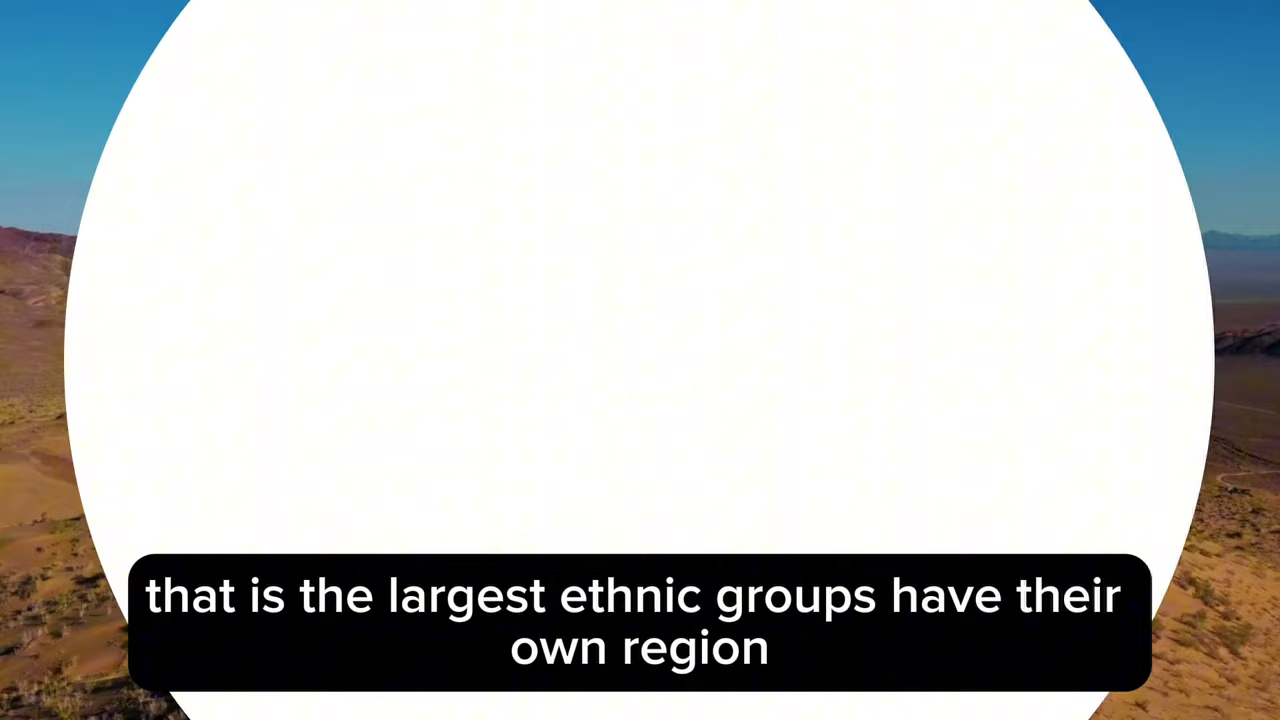 that is the largest ethnic groups have their
own region